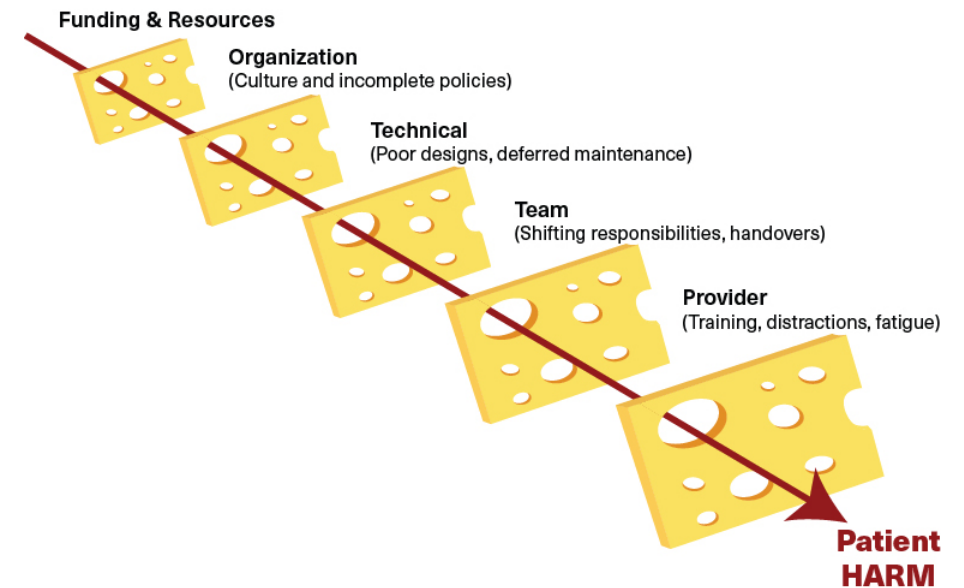 Funding & Resources
Organization
(Culture and incomplete policies)
Technical
(Poor designs, deferred maintenance)
Team
(Shifting responsibilities, handovers)
Provider
(Training, distractions, fatigue)
Patient
HARM